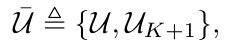 Ū ≜ {U, U_{K+1}},